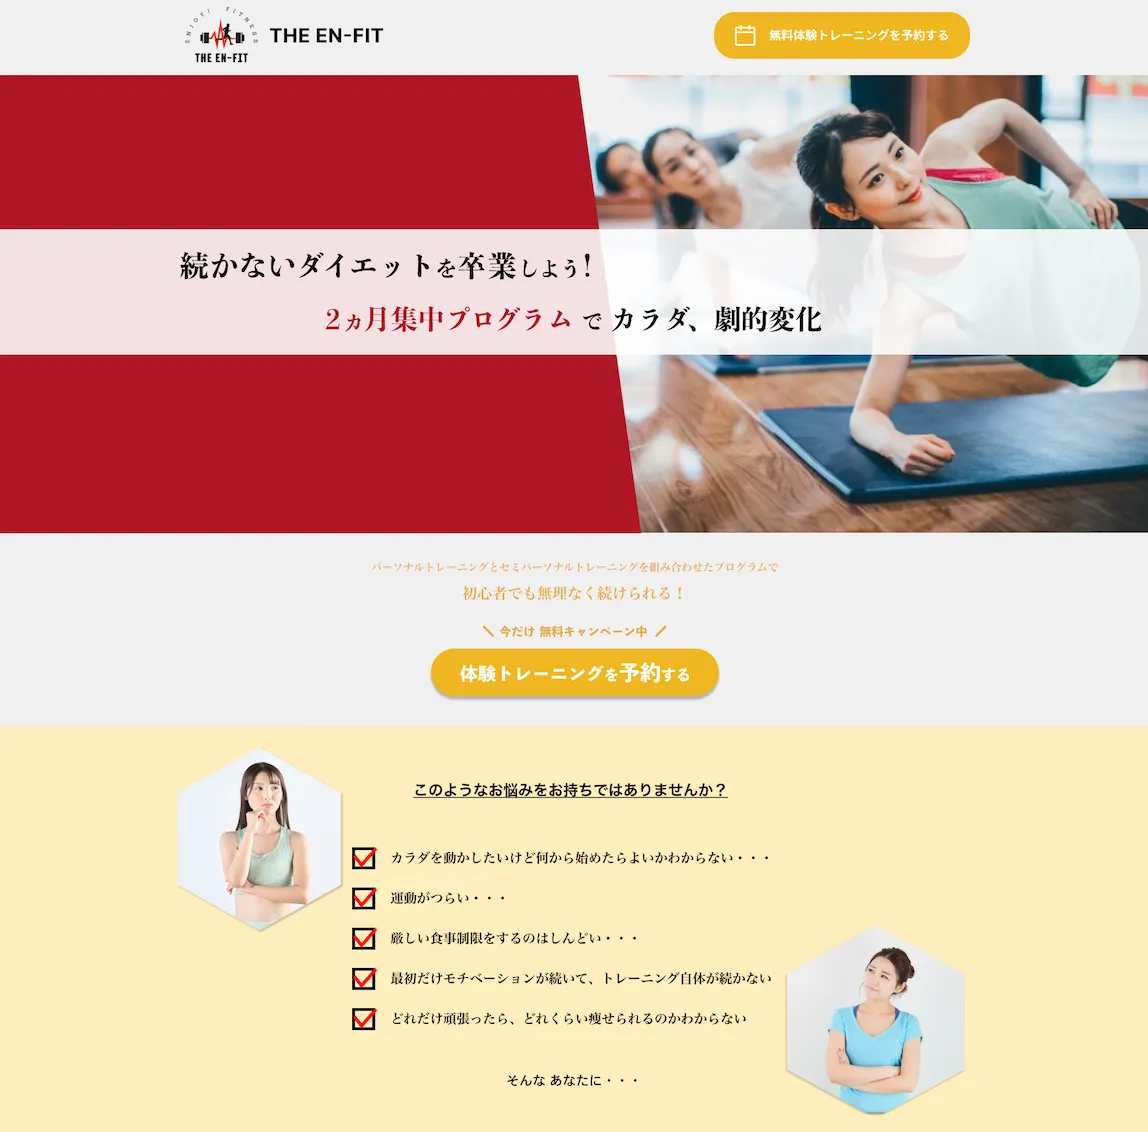 ENJOY! FITNESS
THE EN-FIT
THE EN-FIT
無料体験トレーニングを予約する
続かないダイエットを卒業しよう!
2ヵ月集中プログラム で カラダ、劇的変化
パーソナルトレーニングとセミパーソナルトレーニングを組み合わせたプログラムで
初心者でも無理なく続けられる！
＼ 今だけ 無料キャンペーン中 ／
体験トレーニングを予約する
このようなお悩みをお持ちではありませんか？
カラダを動かしたいけど何から始めたらよいかわからない・・・
運動がつらい・・・
厳しい食事制限をするのはしんどい・・・
最初だけモチベーションが続いて、トレーニング自体が続かない
どれだけ頑張ったら、どれくらい痩せられるのかわからない
そんな あなたに・・・